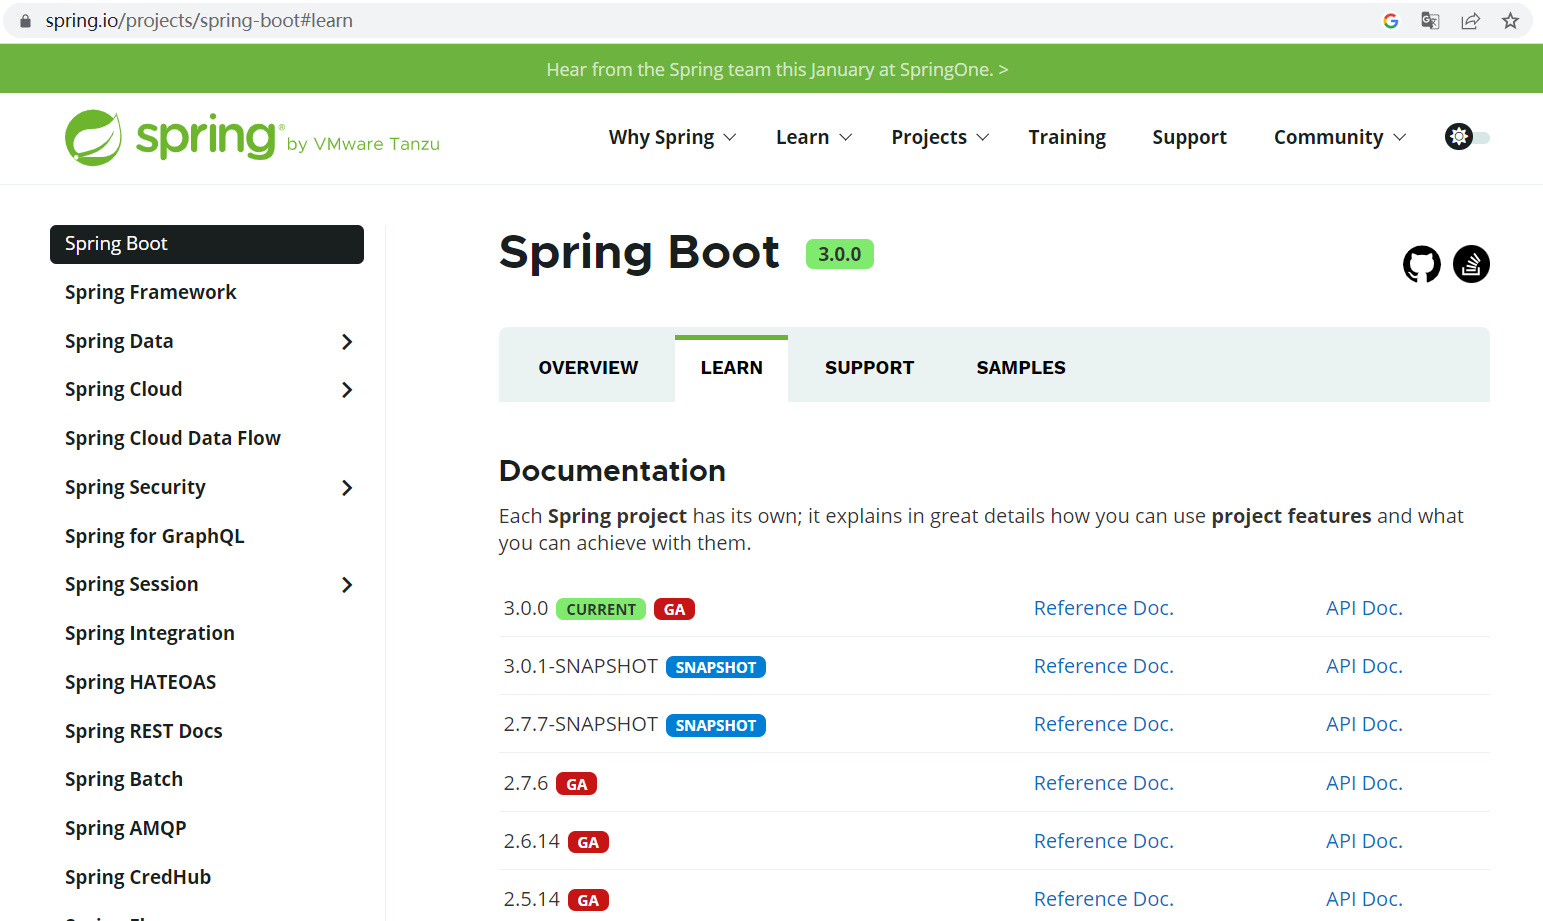 spring.io/projects/spring-boot#learn
Hear from the Spring team this January at SpringOne. >
spring® by VMware Tanzu
Why Spring
Learn
Projects
Training
Support
Community
Spring Boot
Spring Framework
Spring Data
Spring Cloud
Spring Cloud Data Flow
Spring Security
Spring for GraphQL
Spring Session
Spring Integration
Spring HATEOAS
Spring REST Docs
Spring Batch
Spring AMQP
Spring CredHub
Spring Boot 3.0.0
OVERVIEW
LEARN
SUPPORT
SAMPLES
Documentation
Each Spring project has its own; it explains in great details how you can use project features and what
you can achieve with them.
3.0.0 CURRENT GA Reference Doc. API Doc.
3.0.1-SNAPSHOT SNAPSHOT Reference Doc. API Doc.
2.7.7-SNAPSHOT SNAPSHOT Reference Doc. API Doc.
2.7.6 GA Reference Doc. API Doc.
2.6.14 GA Reference Doc. API Doc.
2.5.14 GA Reference Doc. API Doc.